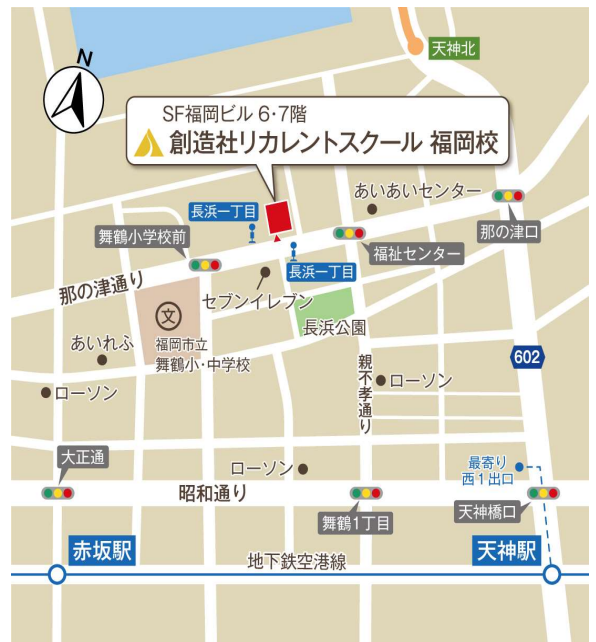 天神北
N
SF福岡ビル 6・7階
創造社リカレントスクール 福岡校
あいあいセンター
長浜一丁目
舞鶴小学校前
那の津口
福祉センター
長浜一丁目
那の津通り
セブンイレブン
長浜公園
文
福岡市立
舞鶴小・中学校
あいれふ
602
親不孝通り
ローソン
ローソン
大正通
ローソン
最寄り
西1出口
昭和通り
天神橋口
舞鶴1丁目
赤坂駅
地下鉄空港線
天神駅